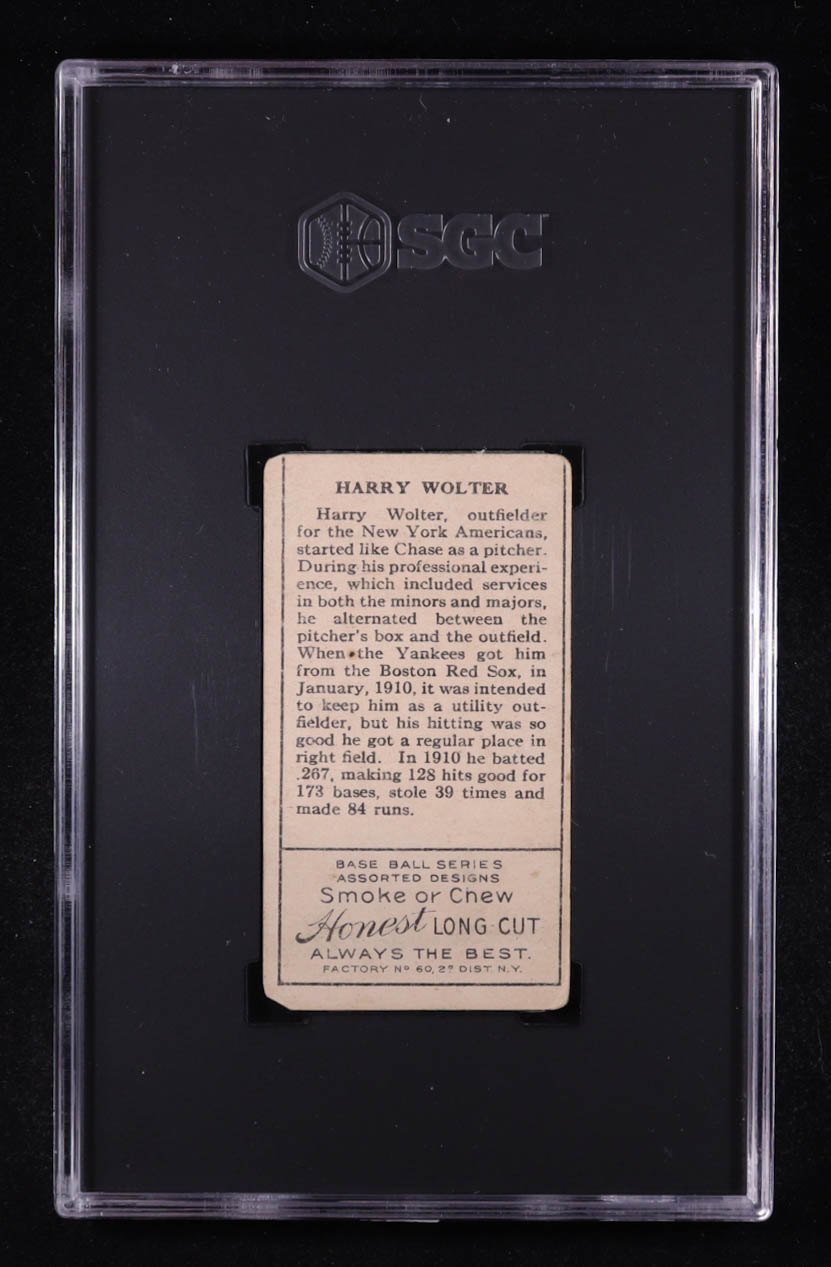 SGC
HARRY WOLTER
Harry Wolter, outfielder
for the New York Americans,
started like Chase as a pitcher.
During his professional experi-
ence, which included services
in both the minors and majors,
he alternated between the
pitcher's box and the outfield.
When the Yankees got him
from the Boston Red Sox, in
January, 1910, it was intended
to keep him as a utility out-
fielder, but his hitting was so
good he got a regular place in
right field. In 1910 he batted
.267, making 128 hits good for
173 bases, stole 39 times and
made 84 runs.
BASE BALL SERIES
ASSORTED DESIGNS
Smoke or Chew
Honest LONG CUT
ALWAYS THE BEST.
FACTORY Nº 60, 2ᴰ DIST. N.Y.